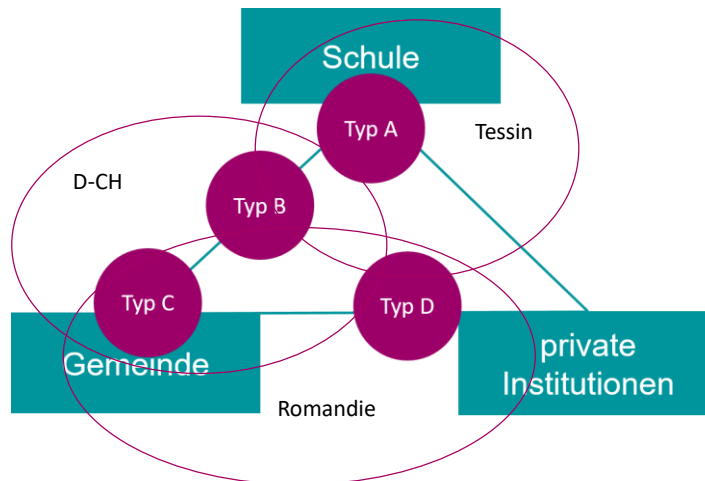 Schule
Typ A
Tessin
D-CH
Typ B
Typ C
Typ D
Gemeinde
private
Institutionen
Romandie